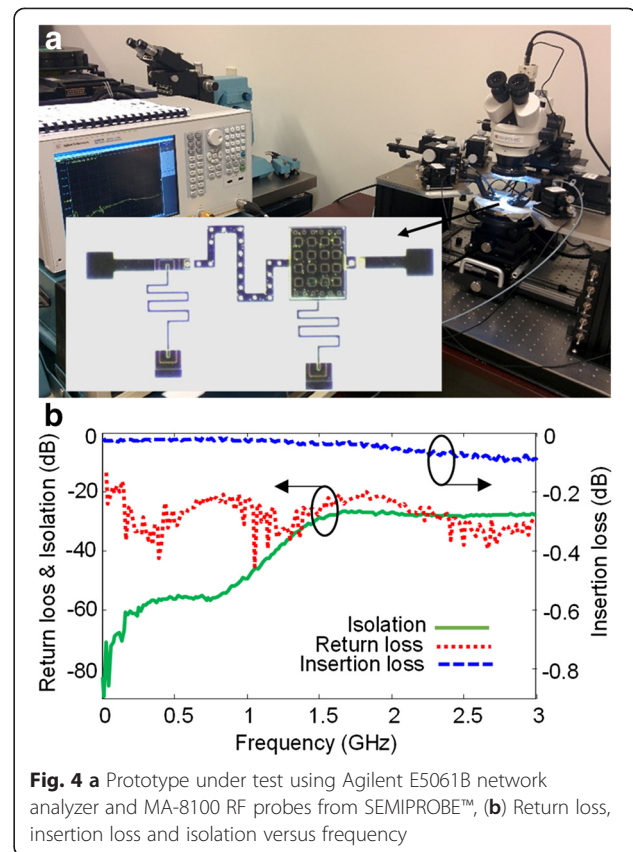 a
b
0
-20
-40
-60
-80
Return loos & Isolation (dB)
0
-0.2
-0.4
-0.6
-0.8
Insertion loss (dB)
Isolation
Return loss
Insertion loss
0 0.5 1 1.5 2 2.5 3
Frequency (GHz)
Fig. 4 a Prototype under test using Agilent E5061B network
analyzer and MA-8100 RF probes from SEMIPROBE™, (b) Return loss,
insertion loss and isolation versus frequency